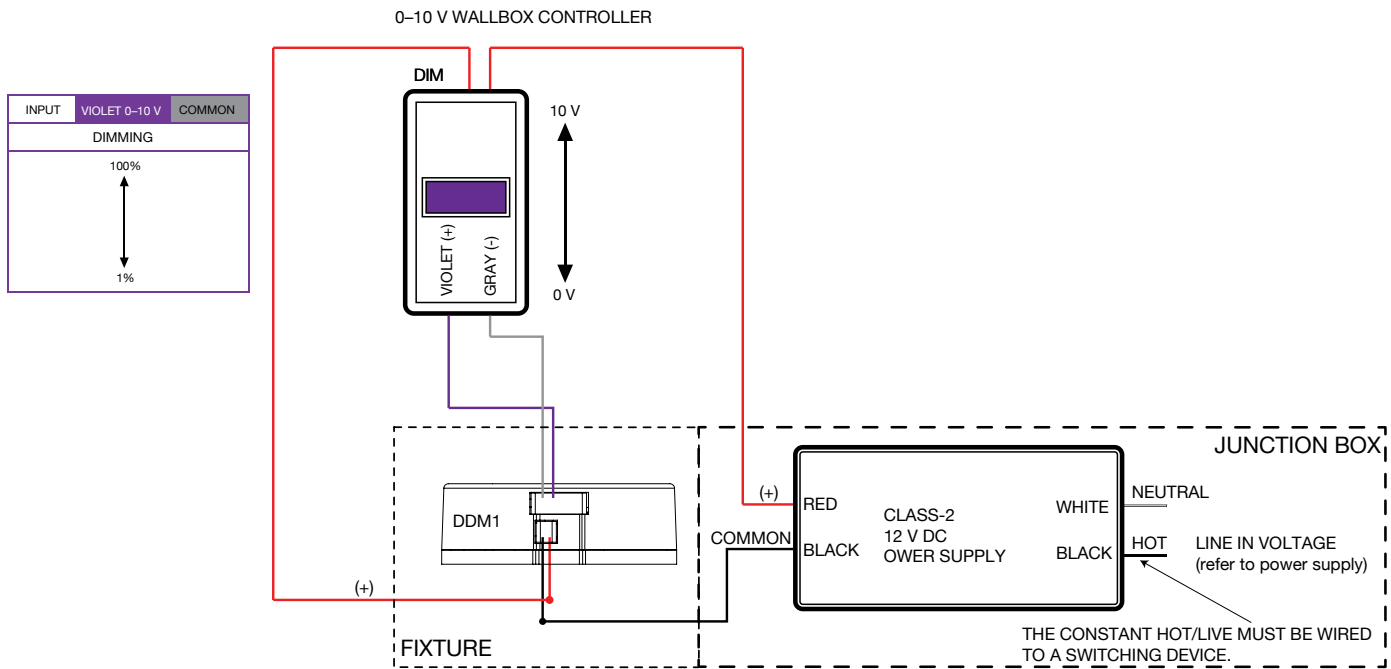 0–10 V WALLBOX CONTROLLER
DIM
INPUT VIOLET 0–10 V COMMON
DIMMING
100%
1%
10 V
0 V
VIOLET (+)
GRAY (-)
JUNCTION BOX
DDM1
(+)
RED
COMMON
BLACK
CLASS-2
12 V DC
OWER SUPPLY
WHITE
NEUTRAL
BLACK
HOT
LINE IN VOLTAGE
(refer to power supply)
(+)
FIXTURE
THE CONSTANT HOT/LIVE MUST BE WIRED
TO A SWITCHING DEVICE.